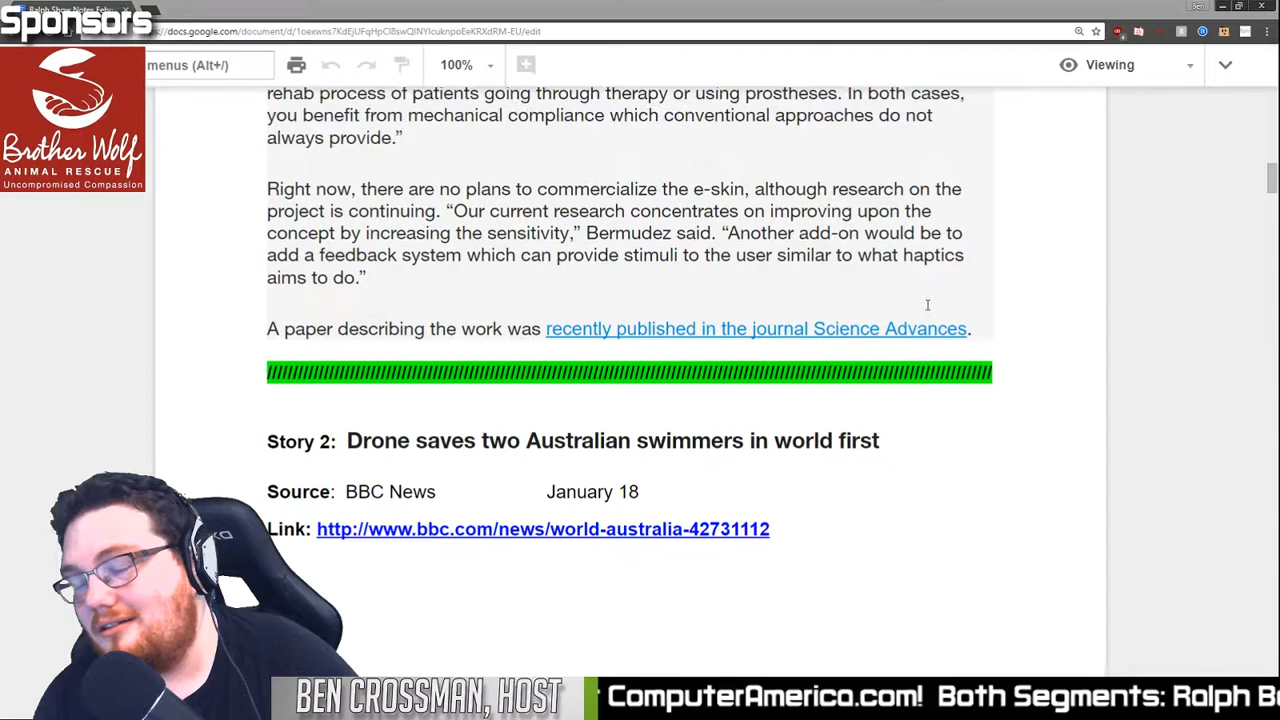 Ralph Show Notes Feb
Ben
Sponsors
docs.google.com/document/d/
/edit
menus (Alt+/)
100%
Viewing
Brother Wolf
ANIMAL RESCUE
Uncompromised Compassion
rehab process of patients going through therapy or using prostheses. In both cases,
you benefit from mechanical compliance which conventional approaches do not
always provide.”
Right now, there are no plans to commercialize the e-skin, although research on the
project is continuing. “Our current research concentrates on improving upon the
concept by increasing the sensitivity,” Bermudez said. “Another add-on would be to
add a feedback system which can provide stimuli to the user similar to what haptics
aims to do.”
A paper describing the work was recently published in the journal Science Advances.
Story 2: Drone saves two Australian swimmers in world first
Source: BBC News January 18
Link: http://www.bbc.com/news/world-australia-42731112
BEN CROSSMAN, HOST
ComputerAmerica.com! Both Segments: Ralph B